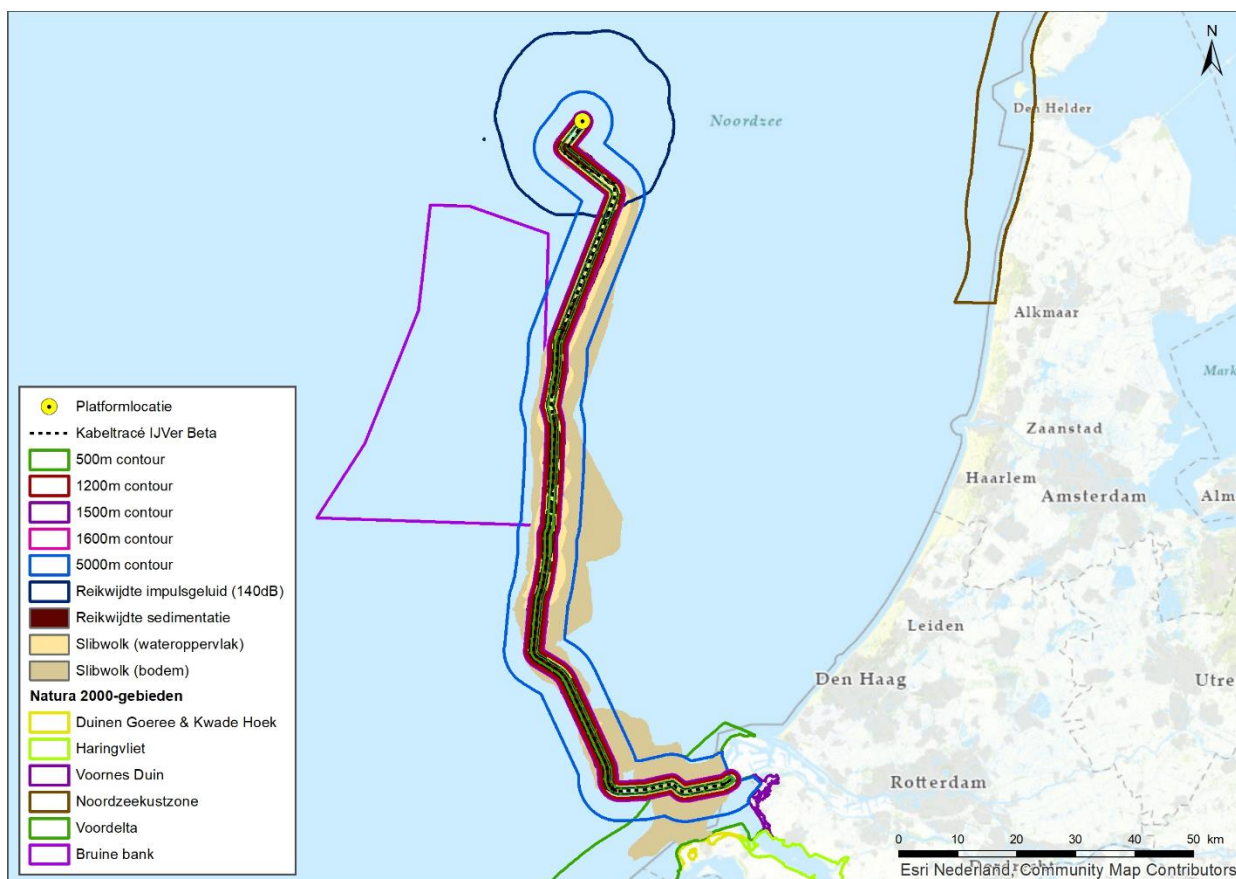 N
Den Helder
Noordzee
Alkmaar
Mark
Zaanstad
Haarlem
Amsterdam
Alm
Leiden
Den Haag
Utre
Rotterdam
Platformlocatie
Kabeltracé IJVer Beta
500m contour
1200m contour
1500m contour
1600m contour
5000m contour
Reikwijdte impulsgeluid (140dB)
Reikwijdte sedimentatie
Slibwolk (wateroppervlak)
Slibwolk (bodem)
Natura 2000-gebieden
Duinen Goeree & Kwade Hoek
Haringvliet
Voornes Duin
Noordzeekustzone
Voordelta
Bruine bank
0 10 20 30 40 50 km
Esri Nederland, Community Map Contributors